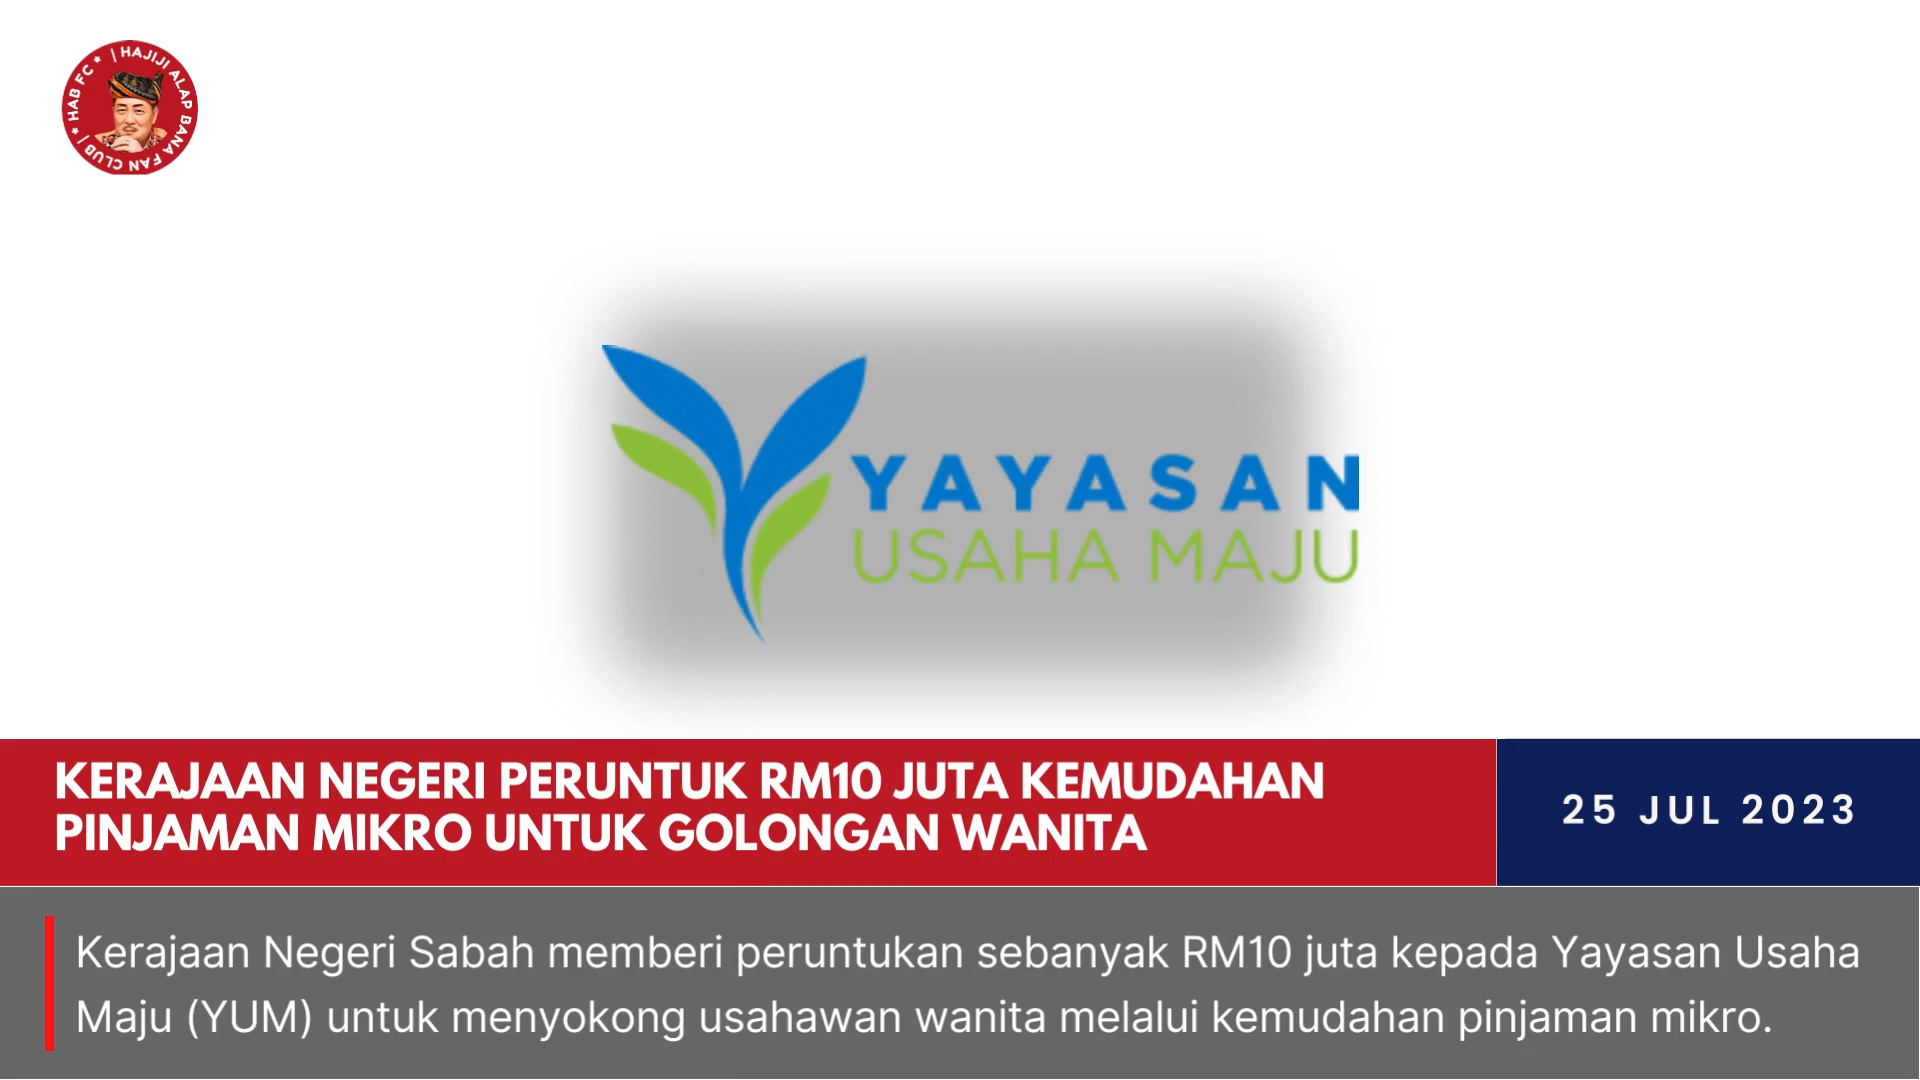 | HAJIJI ALAP BANA FAN CLUB | * HAB FC *
YAYASAN
USAHA MAJU
KERAJAAN NEGERI PERUNTUK RM10 JUTA KEMUDAHAN
PINJAMAN MIKRO UNTUK GOLONGAN WANITA
25 JUL 2023
Kerajaan Negeri Sabah memberi peruntukan sebanyak RM10 juta kepada Yayasan Usaha
Maju (YUM) untuk menyokong usahawan wanita melalui kemudahan pinjaman mikro.